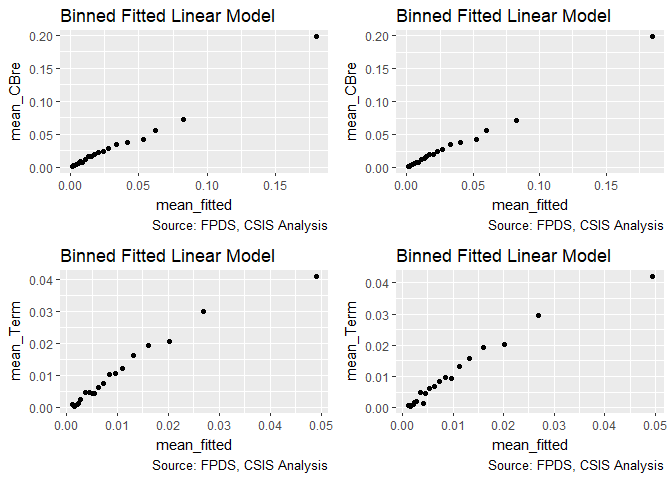 Binned Fitted Linear Model
mean_CBre
0.20
0.15
0.10
0.05
0.00
0.00 0.05 0.10 0.15
mean_fitted
Source: FPDS, CSIS Analysis
Binned Fitted Linear Model
mean_CBre
0.20
0.15
0.10
0.05
0.00
0.00 0.05 0.10 0.15
mean_fitted
Source: FPDS, CSIS Analysis
Binned Fitted Linear Model
mean_Term
0.04
0.03
0.02
0.01
0.00
0.00 0.01 0.02 0.03 0.04 0.05
mean_fitted
Source: FPDS, CSIS Analysis
Binned Fitted Linear Model
mean_Term
0.04
0.03
0.02
0.01
0.00
0.00 0.01 0.02 0.03 0.04 0.05
mean_fitted
Source: FPDS, CSIS Analysis